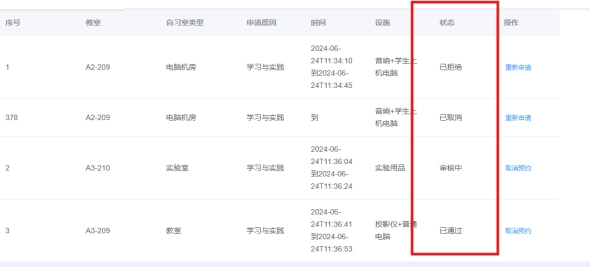 序号 教室 自习室类型 申请原因 时间 设施 状态 操作
1 A2-209 电脑机房 学习与实践 2024-06-24T11:34:10到2024-06-24T11:34:45 音响+学生上机电脑 已拒绝 重新申请
378 A2-209 电脑机房 学习与实践 到 音响+学生上机电脑 已取消 重新申请
2 A3-210 实验室 学习与实践 2024-06-24T11:36:04到2024-06-24T11:36:24 实验用品 审核中 取消预约
3 A3-209 教室 学习与实践 2024-06-24T11:36:41到2024-06-24T11:36:53 投影仪+普通电脑 已通过 取消预约